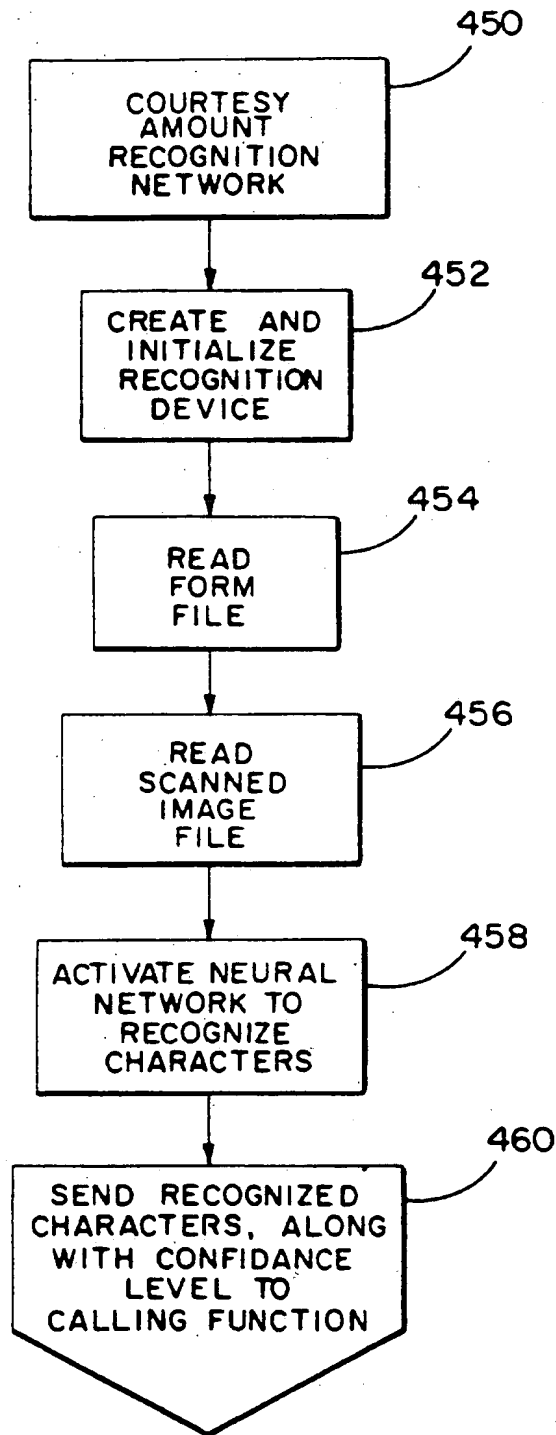 450
COURTESY
AMOUNT
RECOGNITION
NETWORK
452
CREATE AND
INITIALIZE
RECOGNITION
DEVICE
454
READ
FORM
FILE
456
READ
SCANNED
IMAGE
FILE
458
ACTIVATE NEURAL
NETWORK TO
RECOGNIZE
CHARACTERS
460
SEND RECOGNIZED
CHARACTERS, ALONG
WITH CONFIDANCE
LEVEL TO
CALLING FUNCTION